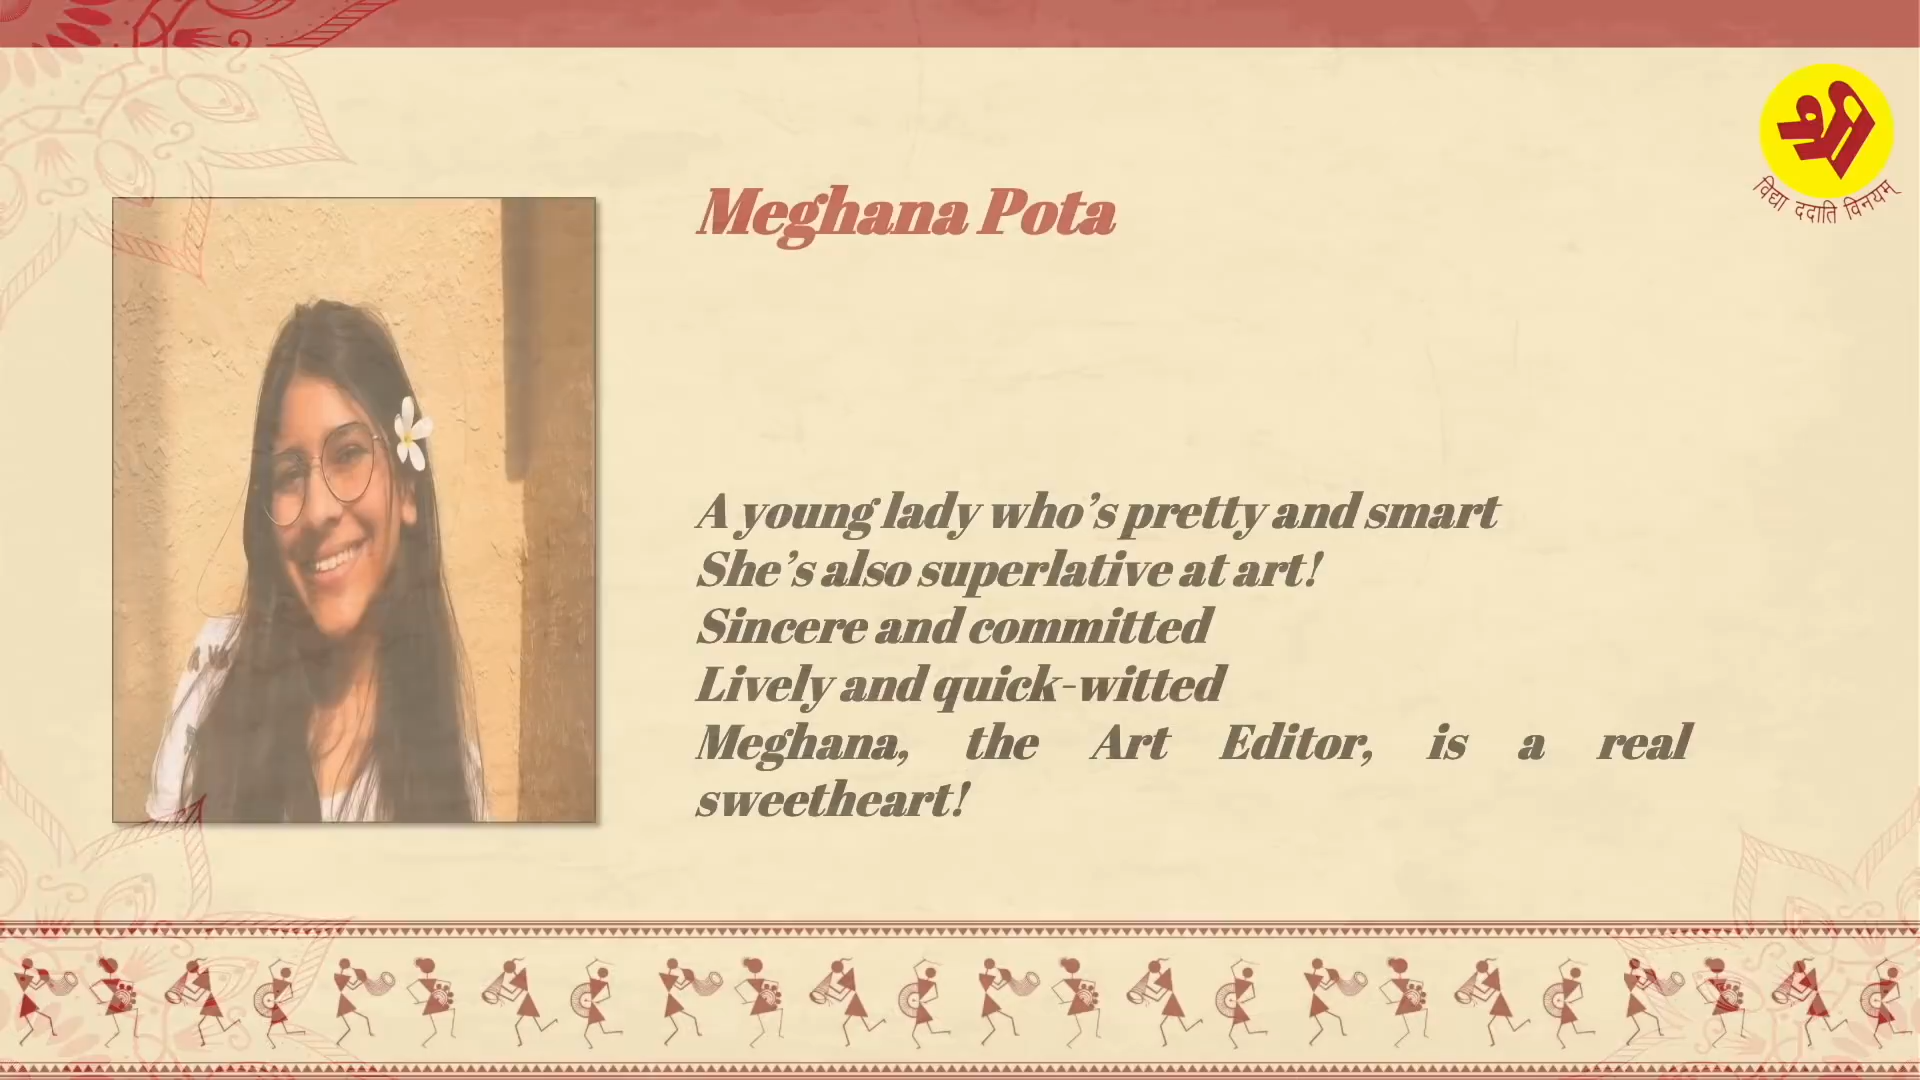 श्री
विद्या ददाति विनयम्
Meghana Pota
A young lady who’s pretty and smart
She’s also superlative at art!
Sincere and committed
Lively and quick-witted
Meghana, the Art Editor, is a real
sweetheart!